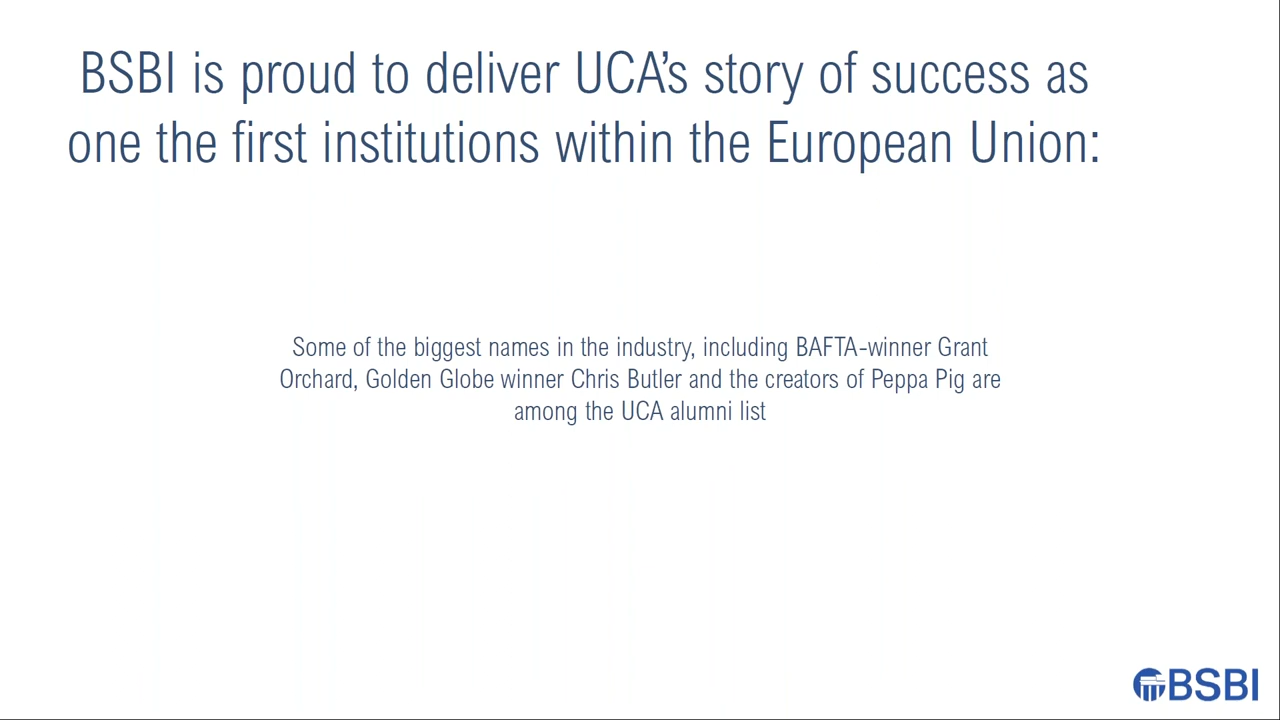 BSBI is proud to deliver UCA’s story of success as
one the first institutions within the European Union:
Some of the biggest names in the industry, including BAFTA-winner Grant
Orchard, Golden Globe winner Chris Butler and the creators of Peppa Pig are
among the UCA alumni list
BSBI